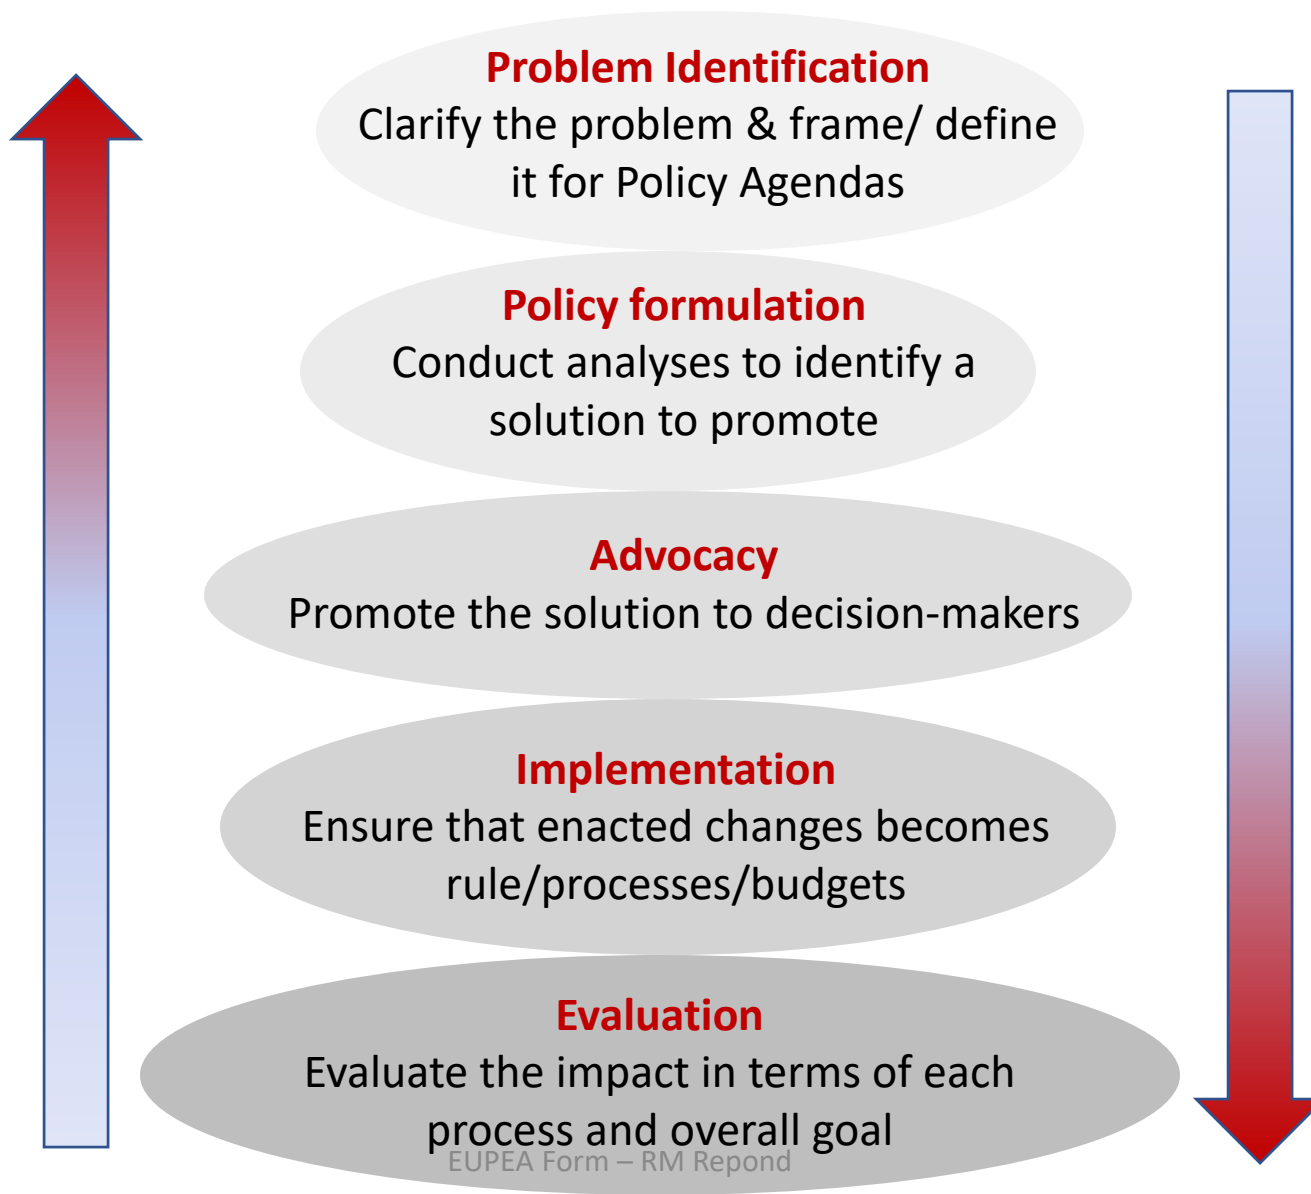 Problem Identification
Clarify the problem & frame/ define
it for Policy Agendas
Policy formulation
Conduct analyses to identify a
solution to promote
Advocacy
Promote the solution to decision-makers
Implementation
Ensure that enacted changes becomes
rule/processes/budgets
Evaluation
Evaluate the impact in terms of each
process and overall goal
EUPEA Form – RM Repond